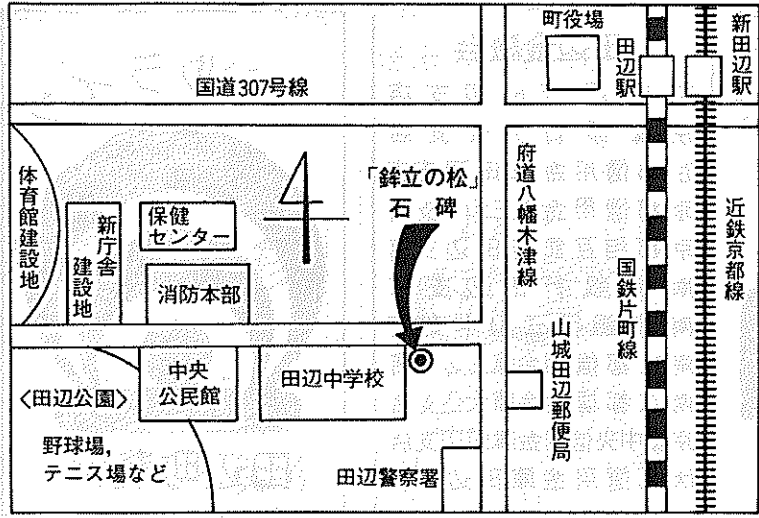 町役場
田辺駅
新田辺駅
国道307号線
体育館建設地
新庁舎
建設地
保健
センター
消防本部
「鉾立の松」
石碑
府道八幡木津線
国鉄片町線
近鉄京都線
山城田辺郵便局
中央
公民館
田辺中学校
〈田辺公園〉
野球場,
テニス場など
田辺警察署